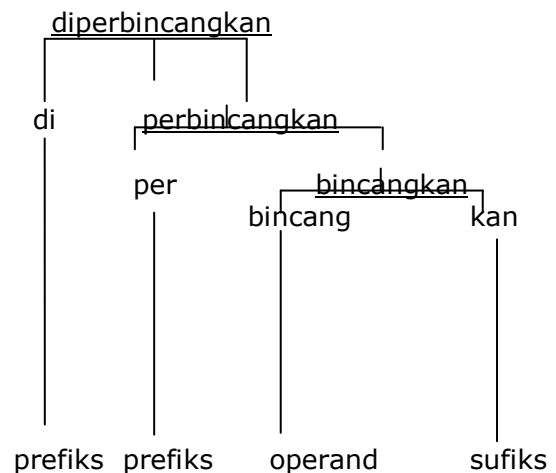 diperbincangkan
di perbincangkan
per bincangkan
bincang kan
prefiks prefiks operand sufiks